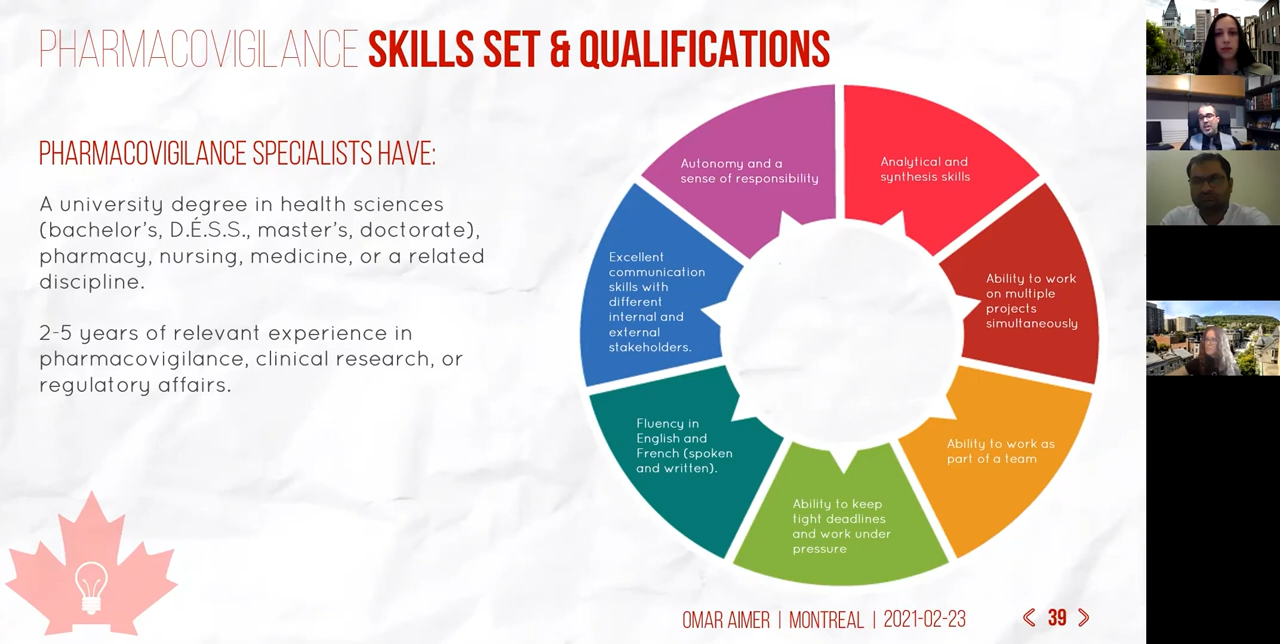 PHARMACOVIGILANCE SKILLS SET & QUALIFICATIONS
PHARMACOVIGILANCE SPECIALISTS HAVE:
A university degree in health sciences
(bachelor's, D.É.S.S., master's, doctorate),
pharmacy, nursing, medicine, or a related
discipline.
2-5 years of relevant experience in
pharmacovigilance, clinical research, or
regulatory affairs.
Autonomy and a
sense of responsibility
Analytical and
synthesis skills
Ability to work
on multiple
projects
simultaneously
Ability to work as
part of a team
Ability to keep
tight deadlines
and work under
pressure
Fluency in
English and
French (spoken
and written).
Excellent
communication
skills with
different
internal and
external
stakeholders.
OMAR AIMER | MONTREAL | 2021-02-23
39